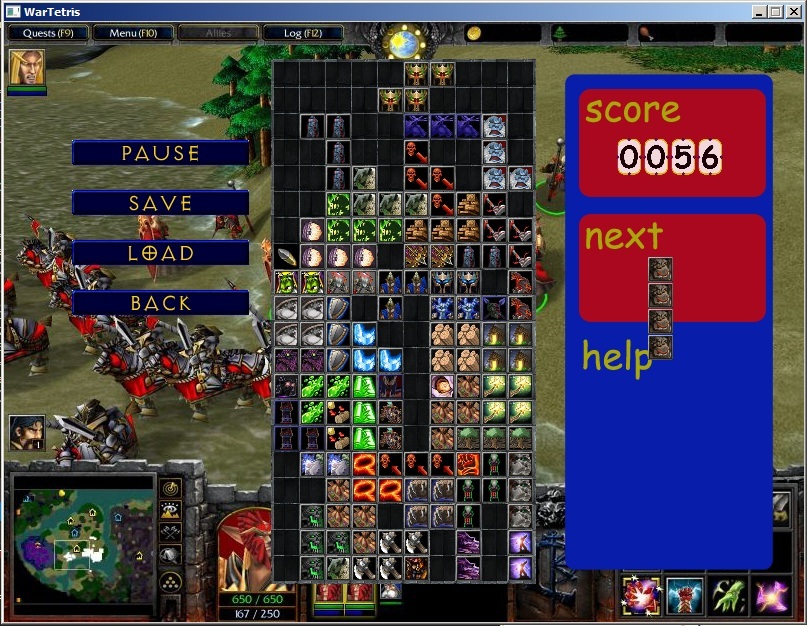 WarTetris
Quests (F9) Menu (F10) Allies Log (F12)
PAUSE
SAVE
LOAD
BACK
score
0056
next
help
1
650 / 650
167 / 250